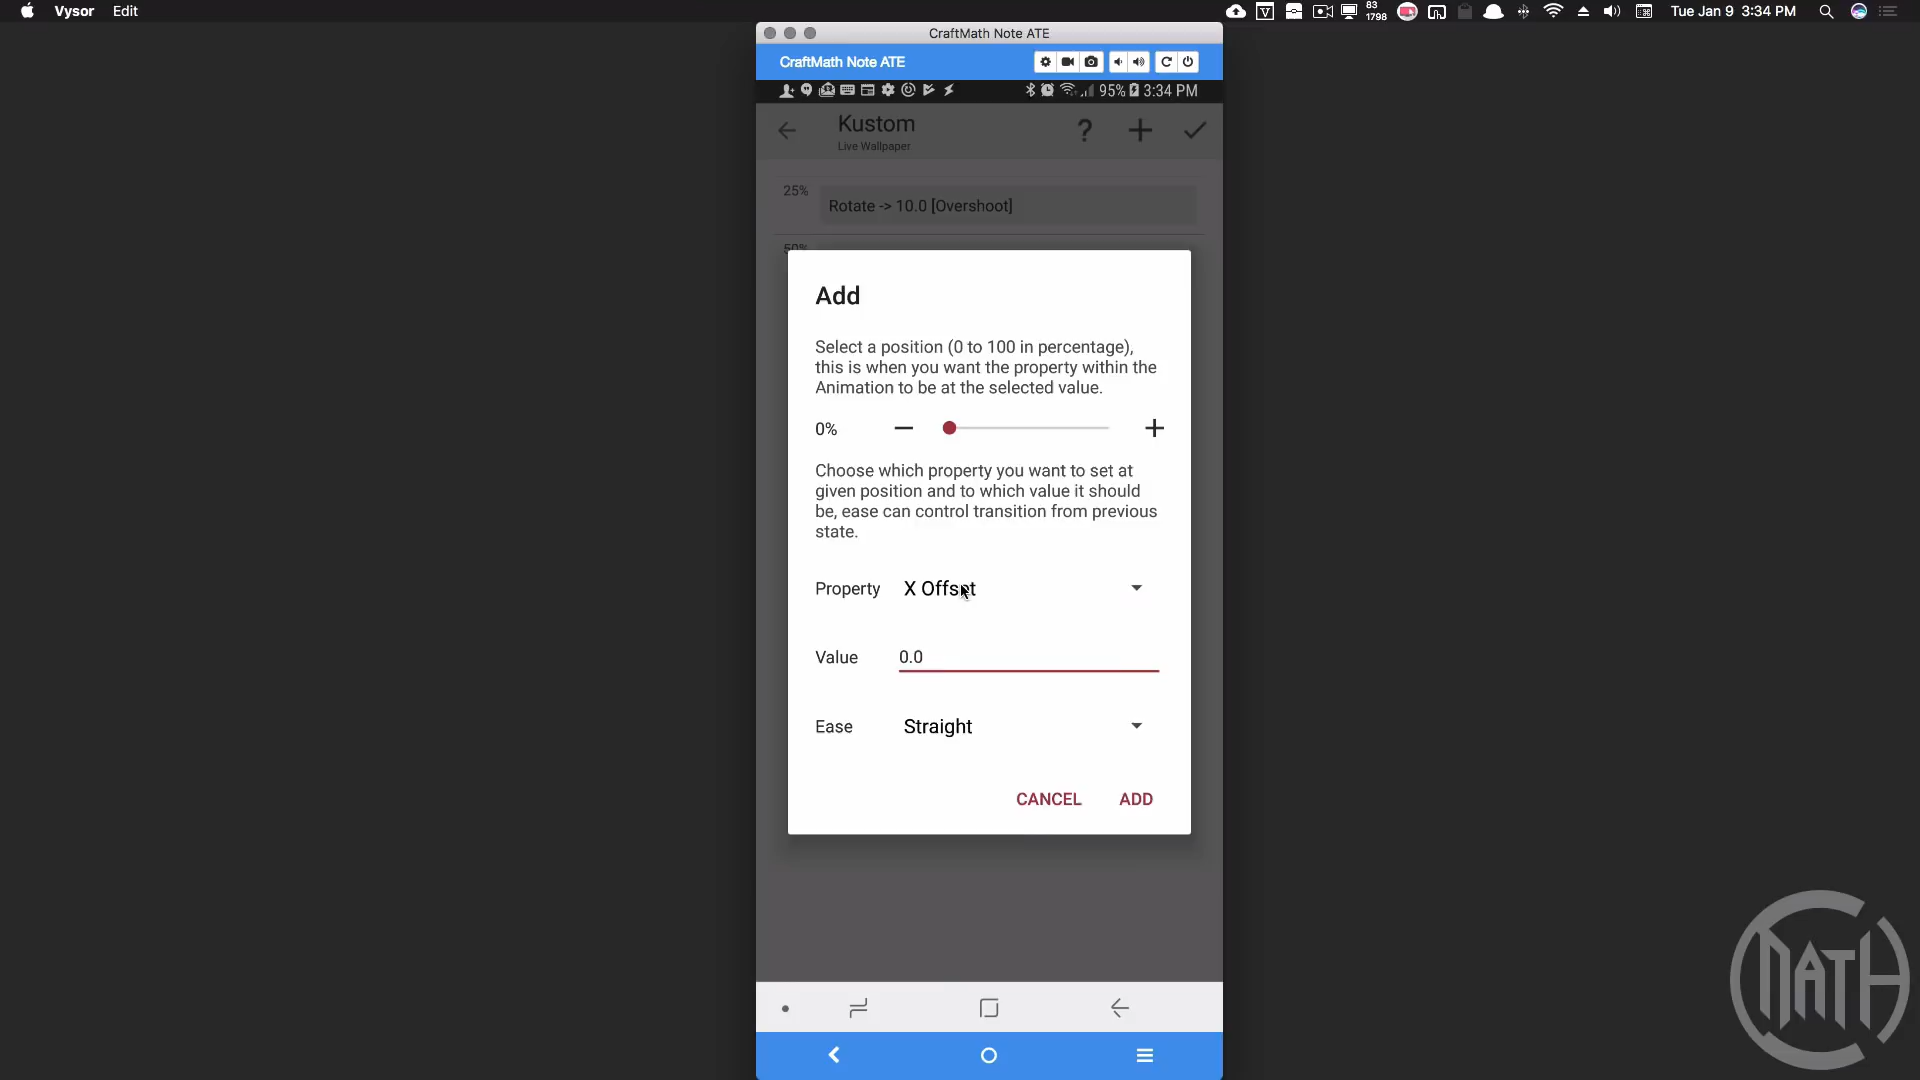 Vysor Edit
83
1798
Tue Jan 9 3:34 PM
CraftMath Note ATE
CraftMath Note ATE
95% 3:34 PM
Kustom
Live Wallpaper
25%
Rotate -> 10.0 [Overshoot]
50%
Add
Select a position (0 to 100 in percentage),
this is when you want the property within the
Animation to be at the selected value.
0%
Choose which property you want to set at
given position and to which value it should
be, ease can control transition from previous
state.
Property X Offset
Value 0.0
Ease Straight
CANCEL ADD
MATH